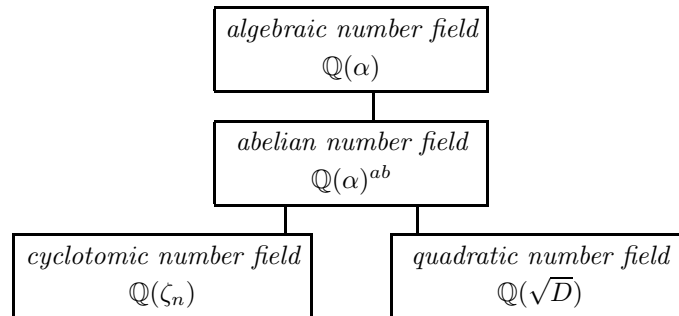 algebraic number field
ℚ(α)
abelian number field
ℚ(α)^{ab}
cyclotomic number field
ℚ(ζ_n)
quadratic number field
ℚ(√D)